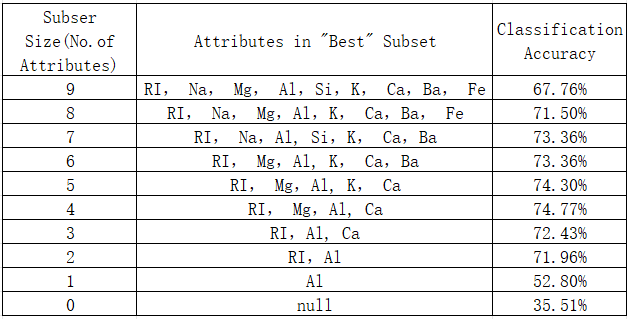 Subser
Size(No. of
Attributes)
Attributes in "Best" Subset
Classification
Accuracy
9 RI, Na, Mg, Al, Si, K, Ca, Ba, Fe 67.76%
8 RI, Na, Mg, Al, K, Ca, Ba, Fe 71.50%
7 RI, Na, Al, Si, K, Ca, Ba 73.36%
6 RI, Mg, Al, K, Ca, Ba 73.36%
5 RI, Mg, Al, K, Ca 74.30%
4 RI, Mg, Al, Ca 74.77%
3 RI, Al, Ca 72.43%
2 RI, Al 71.96%
1 Al 52.80%
0 null 35.51%